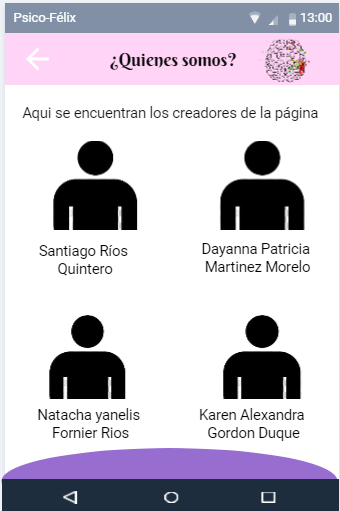 Psico-Félix 13:00
¿Quienes somos?
Aqui se encuentran los creadores de la página
Santiago Ríos
Quintero
Dayanna Patricia
Martinez Morelo
Natacha yanelis
Fornier Rios
Karen Alexandra
Gordon Duque